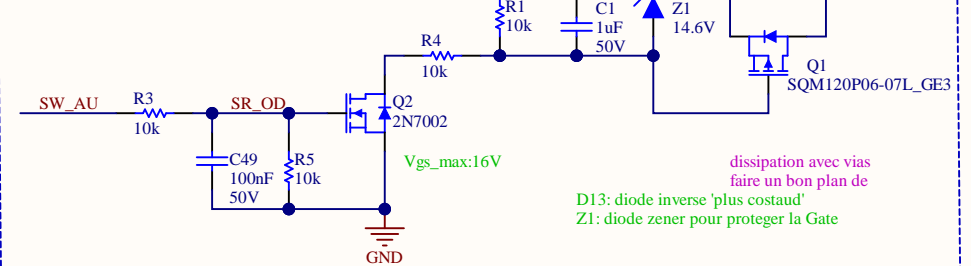 R1
10k
C1
1uF
50V
Z1
14.6V
R4
10k
Q1
SQM120P06-07L_GE3
SW_AU
R3
10k
SR_OD
Q2
2N7002
C49
100nF
50V
R5
10k
Vgs_max:16V
dissipation avec vias
faire un bon plan de
D13: diode inverse 'plus costaud'
Z1: diode zener pour proteger la Gate
GND